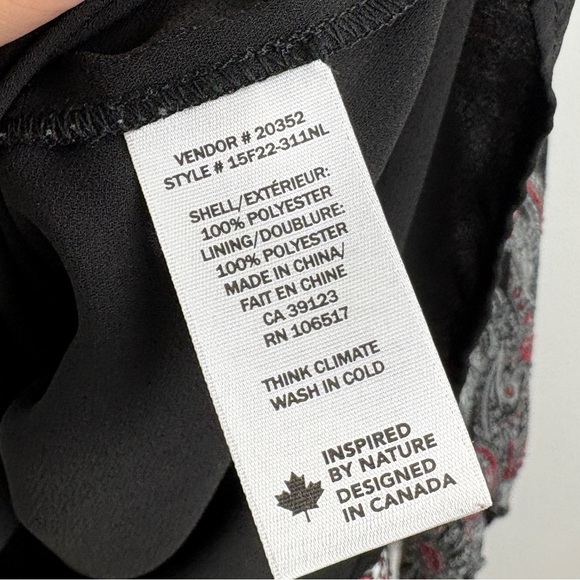 VENDOR # 20352
STYLE # 15F22-311NL
SHELL/EXTÉRIEUR:
100% POLYESTER
LINING/DOUBLURE:
100% POLYESTER
MADE IN CHINA/
FAIT EN CHINE
CA 39123
RN 106517
THINK CLIMATE
WASH IN COLD
INSPIRED
BY NATURE
DESIGNED
IN CANADA